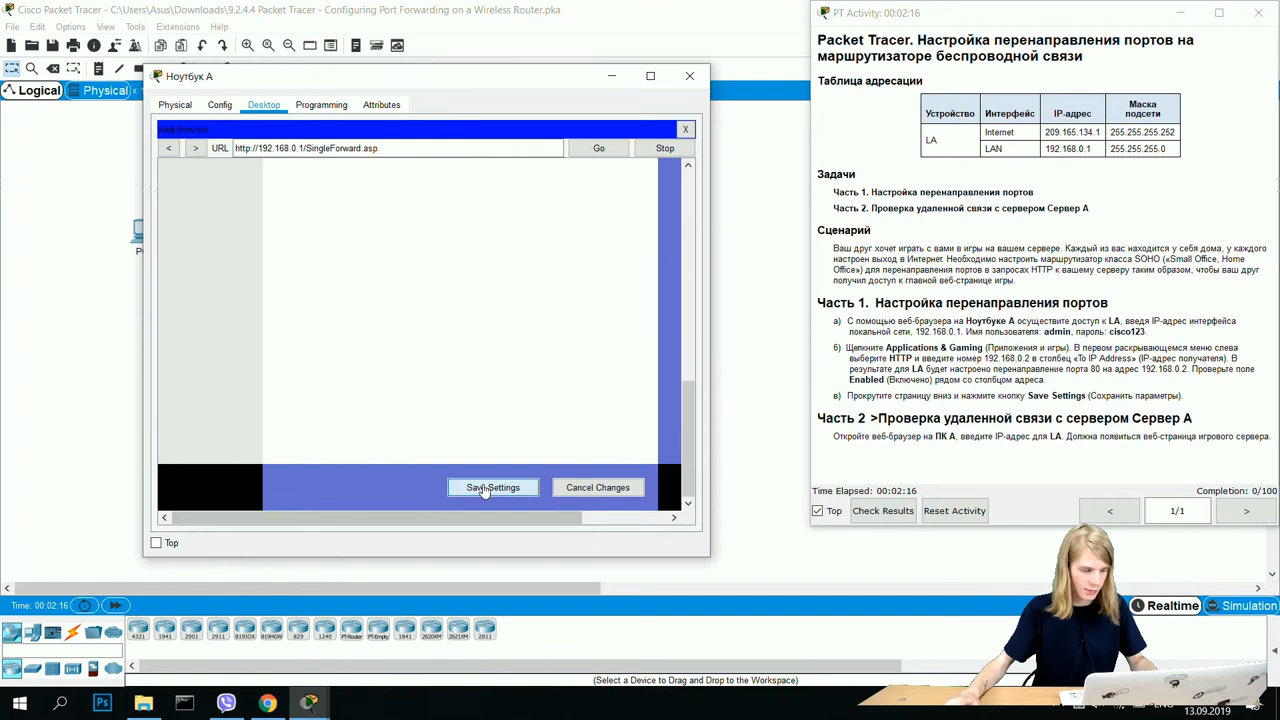 Cisco Packet Tracer - C:\Users\Asus\Downloads\9.2.4.4 Packet Tracer - Configuring Port Forwarding on a Wireless Router.pka
File Edit Options View Tools Extensions Help
Logical Physical
Ноутбук А
Physical Config Desktop Programming Attributes
Web Browser X
< > URL http://192.168.0.1/SingleForward.asp Go Stop
Save Settings Cancel Changes
Top
PT Activity: 00:02:16
Packet Tracer. Настройка перенаправления портов на
маршрутизаторе беспроводной связи
Таблица адресации
Устройство Интерфейс IP-адрес Маска подсети
LA Internet 209.165.134.1 255.255.255.252
LAN 192.168.0.1 255.255.255.0
Задачи
Часть 1. Настройка перенаправления портов
Часть 2. Проверка удаленной связи с сервером Сервер А
Сценарий
Ваш друг хочет играть с вами в игры на вашем сервере. Каждый из вас находится у себя дома, у каждого
настроен выход в Интернет. Необходимо настроить маршрутизатор класса SOHO («Small Office, Home
Office») для перенаправления портов в запросах HTTP к вашему серверу таким образом, чтобы ваш друг
получил доступ к главной веб-странице игры.
Часть 1. Настройка перенаправления портов
а) С помощью веб-браузера на Ноутбуке А осуществите доступ к LA, введя IP-адрес интерфейса
локальной сети, 192.168.0.1. Имя пользователя: admin, пароль: cisco123.
б) Щелкните Applications & Gaming (Приложения и игры). В первом раскрывающемся меню слева
выберите HTTP и введите номер 192.168.0.2 в столбец «To IP Address» (IP-адрес получателя). В
результате для LA будет настроено перенаправление порта 80 на адрес 192.168.0.2. Проверьте поле
Enabled (Включено) рядом со столбцом адреса.
в) Прокрутите страницу вниз и нажмите кнопку Save Settings (Сохранить параметры).
Часть 2 >Проверка удаленной связи с сервером Сервер А
Откройте веб-браузер на ПК А, введите IP-адрес для LA. Должна появиться веб-страница игрового сервера.
Time Elapsed: 00:02:16 Completion: 0/100
Top Check Results Reset Activity < 1/1 >
Time: 00:02:16
Realtime Simulation
4321 1941 2901 2911 819IOX 819HGW 829 1240 PT-Router PT-Empty 1841 2620XM 2621XM 2811
(Select a Device to Drag and Drop to the Workspace)
Ps
13.09.2019